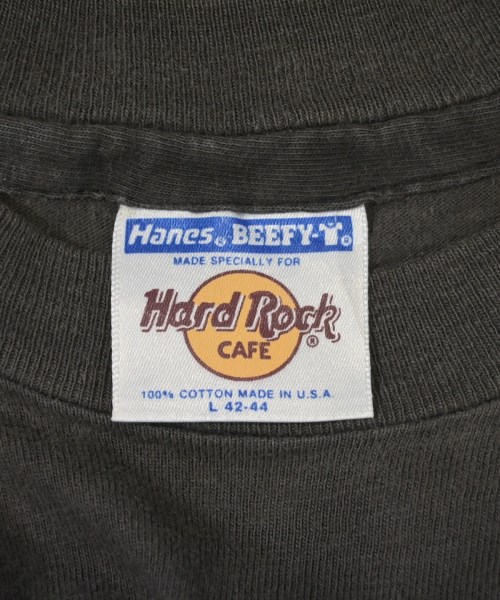 Hanes® BEEFY-T®
MADE SPECIALLY FOR
Hard Rock®
CAFE
100% COTTON MADE IN U.S.A.
L 42-44